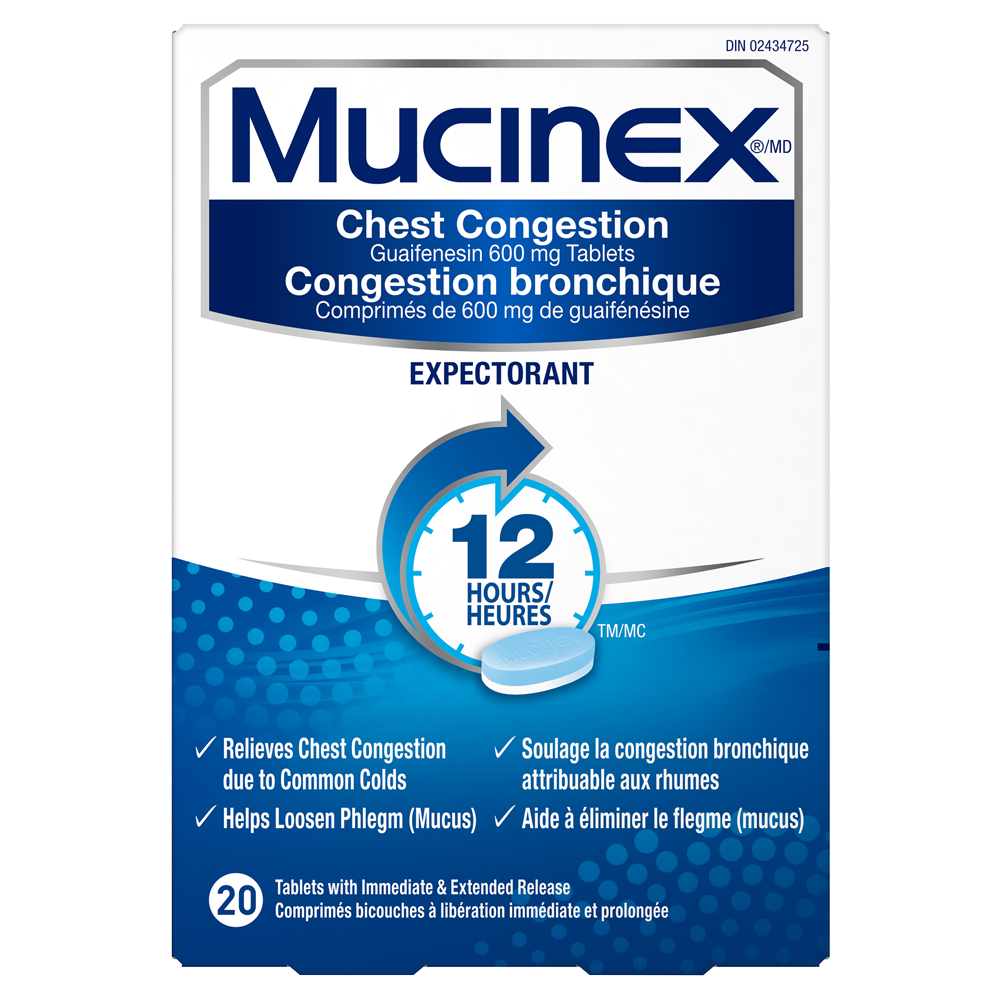 DIN 02434725
MUCINEX®/MD
Chest Congestion
Guaifenesin 600 mg Tablets
Congestion bronchique
Comprimés de 600 mg de guaifénésine
EXPECTORANT
12
HOURS/
HEURES
TM/MC
Mucinex
✓ Relieves Chest Congestion
due to Common Colds
✓ Helps Loosen Phlegm (Mucus)
✓ Soulage la congestion bronchique
attribuable aux rhumes
✓ Aide à éliminer le flegme (mucus)
20
Tablets with Immediate & Extended Release
Comprimés bicouches à libération immédiate et prolongée